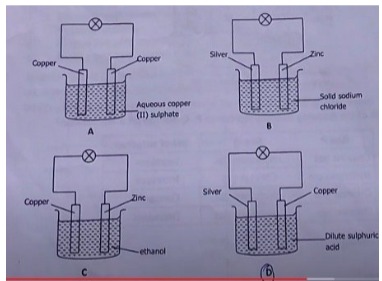 Copper
Copper
Aqueous copper
(II) sulphate
A
Silver
Zinc
Solid sodium
chloride
B
Copper
Zinc
ethanol
C
Silver
Copper
Dilute sulphuric
acid
D